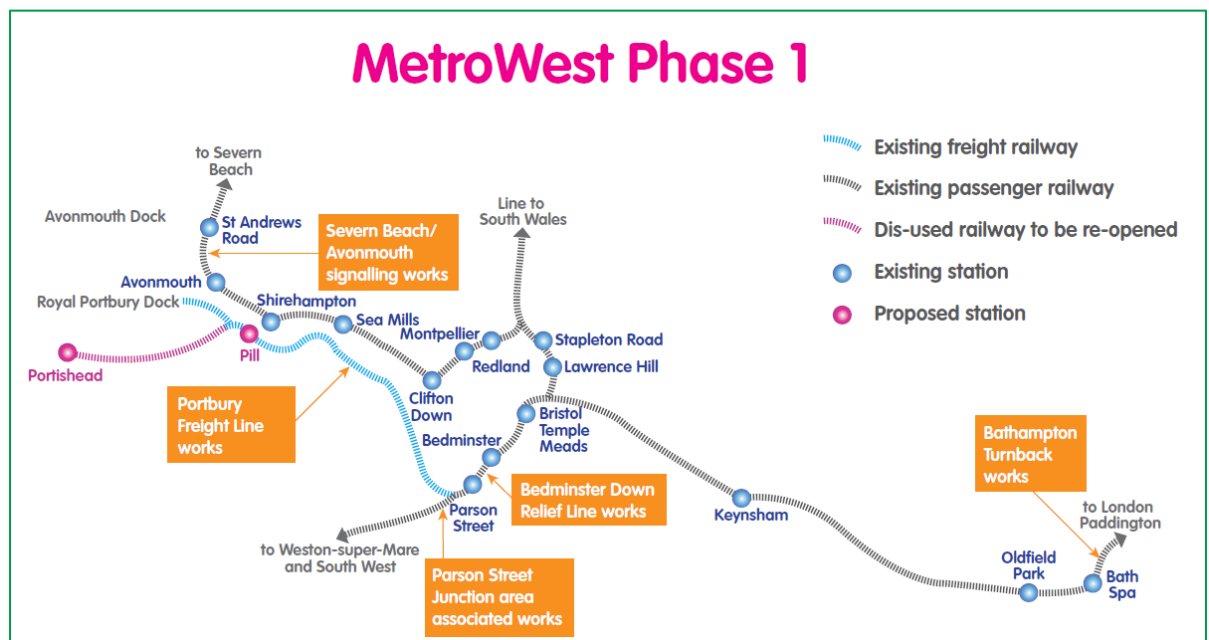 MetroWest Phase 1
to Severn
Beach
Avonmouth Dock
St Andrews
Road
Severn Beach/
Avonmouth
signalling works
Line to
South Wales
Existing freight railway
Existing passenger railway
Dis-used railway to be re-opened
Existing station
Proposed station
Avonmouth
Royal Portbury Dock
Shirehampton
Sea Mills
Montpellier
Stapleton Road
Pill
Redland
Lawrence Hill
Portishead
Clifton
Down
Portbury
Freight Line
works
Bristol
Temple
Meads
Bedminster
Bathampton
Turnback
works
Bedminster Down
Relief Line works
Parson
Street
Keynsham
to London
Paddington
to Weston-super-Mare
and South West
Parson Street
Junction area
associated works
Oldfield
Park
Bath
Spa